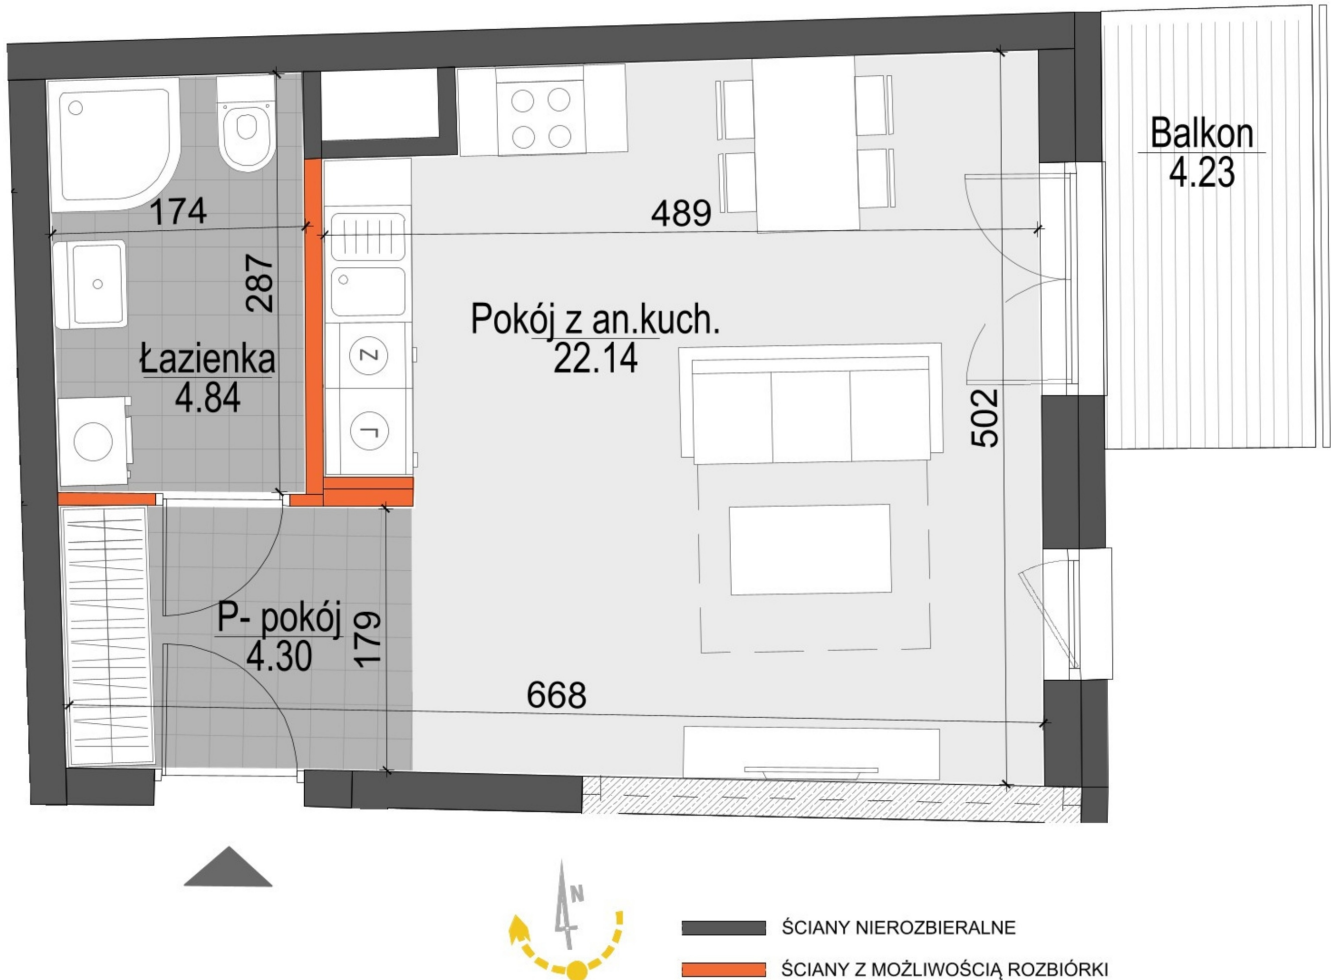 Balkon
4.23
174
489
287
Pokój z an.kuch.
22.14
Łazienka
4.84
Z
L
502
P- pokój
4.30
179
668
N
ŚCIANY NIEROZBIERALNE
ŚCIANY Z MOŻLIWOŚCIĄ ROZBIÓRKI